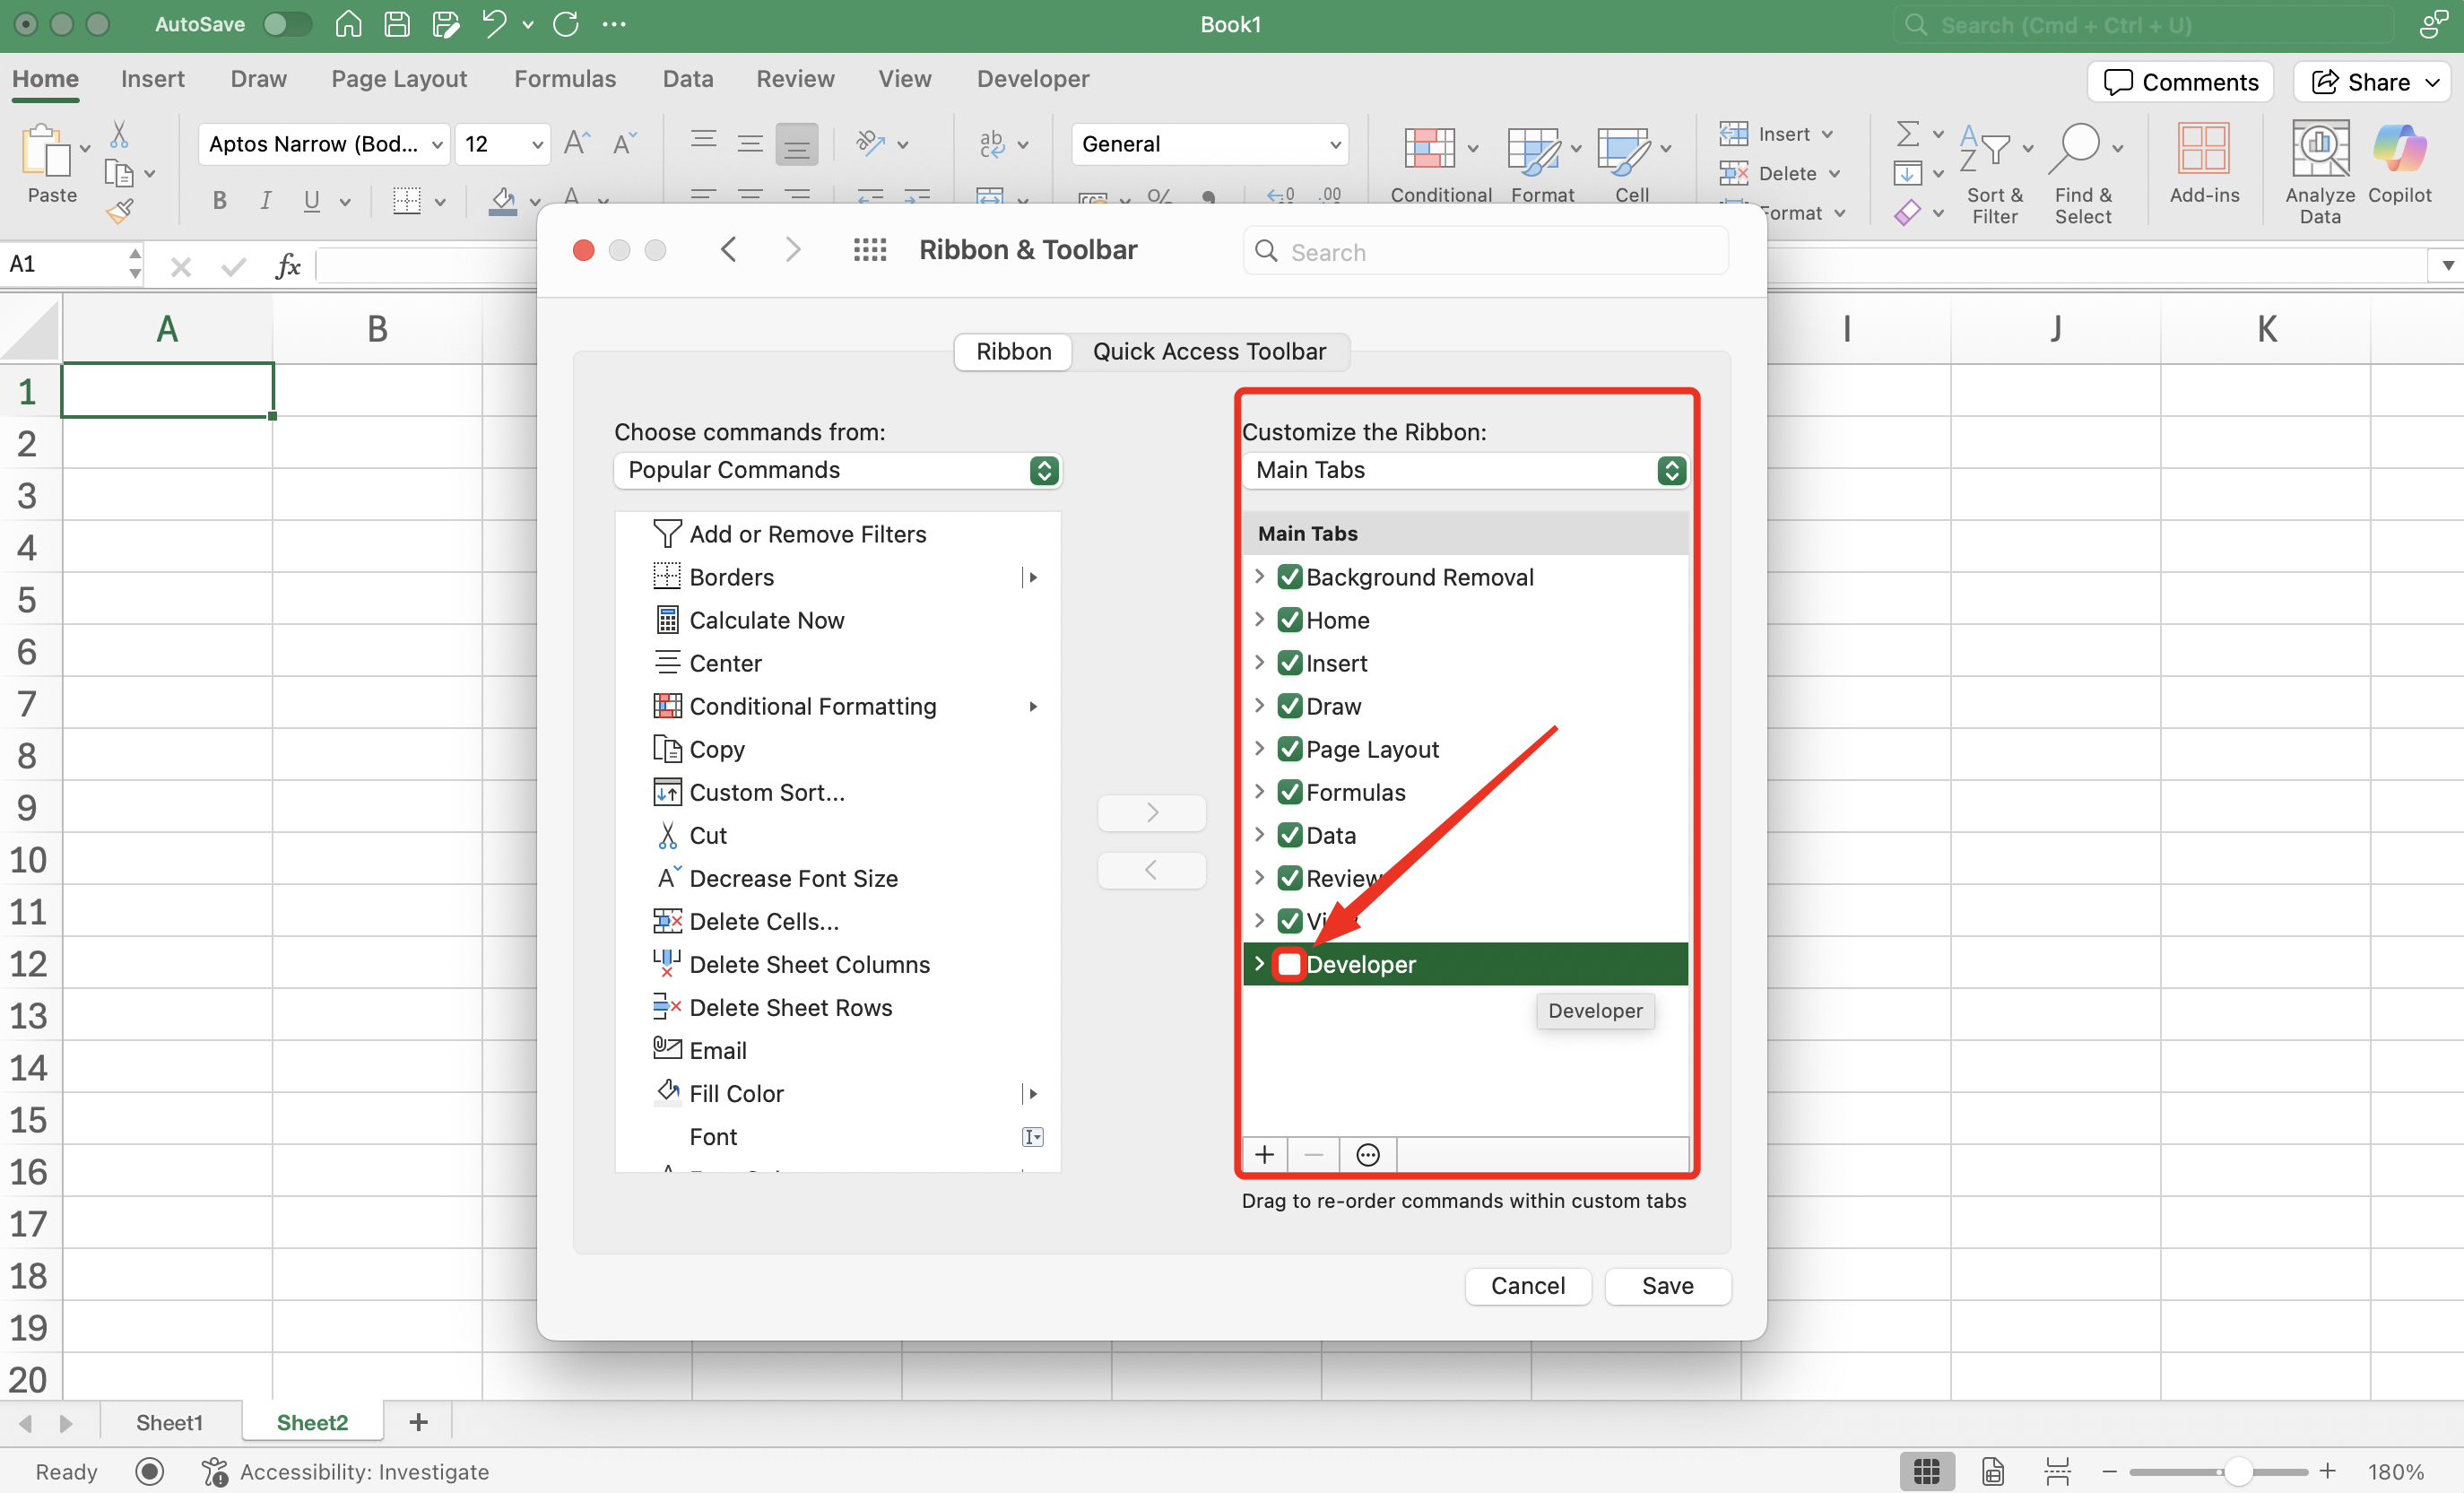 AutoSave
Book1
Search (Cmd + Ctrl + U)
Home Insert Draw Page Layout Formulas Data Review View Developer
Comments Share
Paste
Aptos Narrow (Bod... 12
B I U
ab
General
Conditional Format Cell
Insert
Delete
Format
Sort & Filter
Find & Select
Add-ins
Analyze Data
Copilot
A1
fx
Ribbon & Toolbar
Search
A B I J K
1
2
3
4
5
6
7
8
9
10
11
12
13
14
15
16
17
18
19
20
Ribbon Quick Access Toolbar
Choose commands from:
Popular Commands
Add or Remove Filters
Borders
Calculate Now
Center
Conditional Formatting
Copy
Custom Sort...
Cut
Decrease Font Size
Delete Cells...
Delete Sheet Columns
Delete Sheet Rows
Email
Fill Color
Font
Customize the Ribbon:
Main Tabs
Main Tabs
Background Removal
Home
Insert
Draw
Page Layout
Formulas
Data
Review
View
Developer
Developer
Drag to re-order commands within custom tabs
Cancel Save
Sheet1 Sheet2
Ready
Accessibility: Investigate
180%